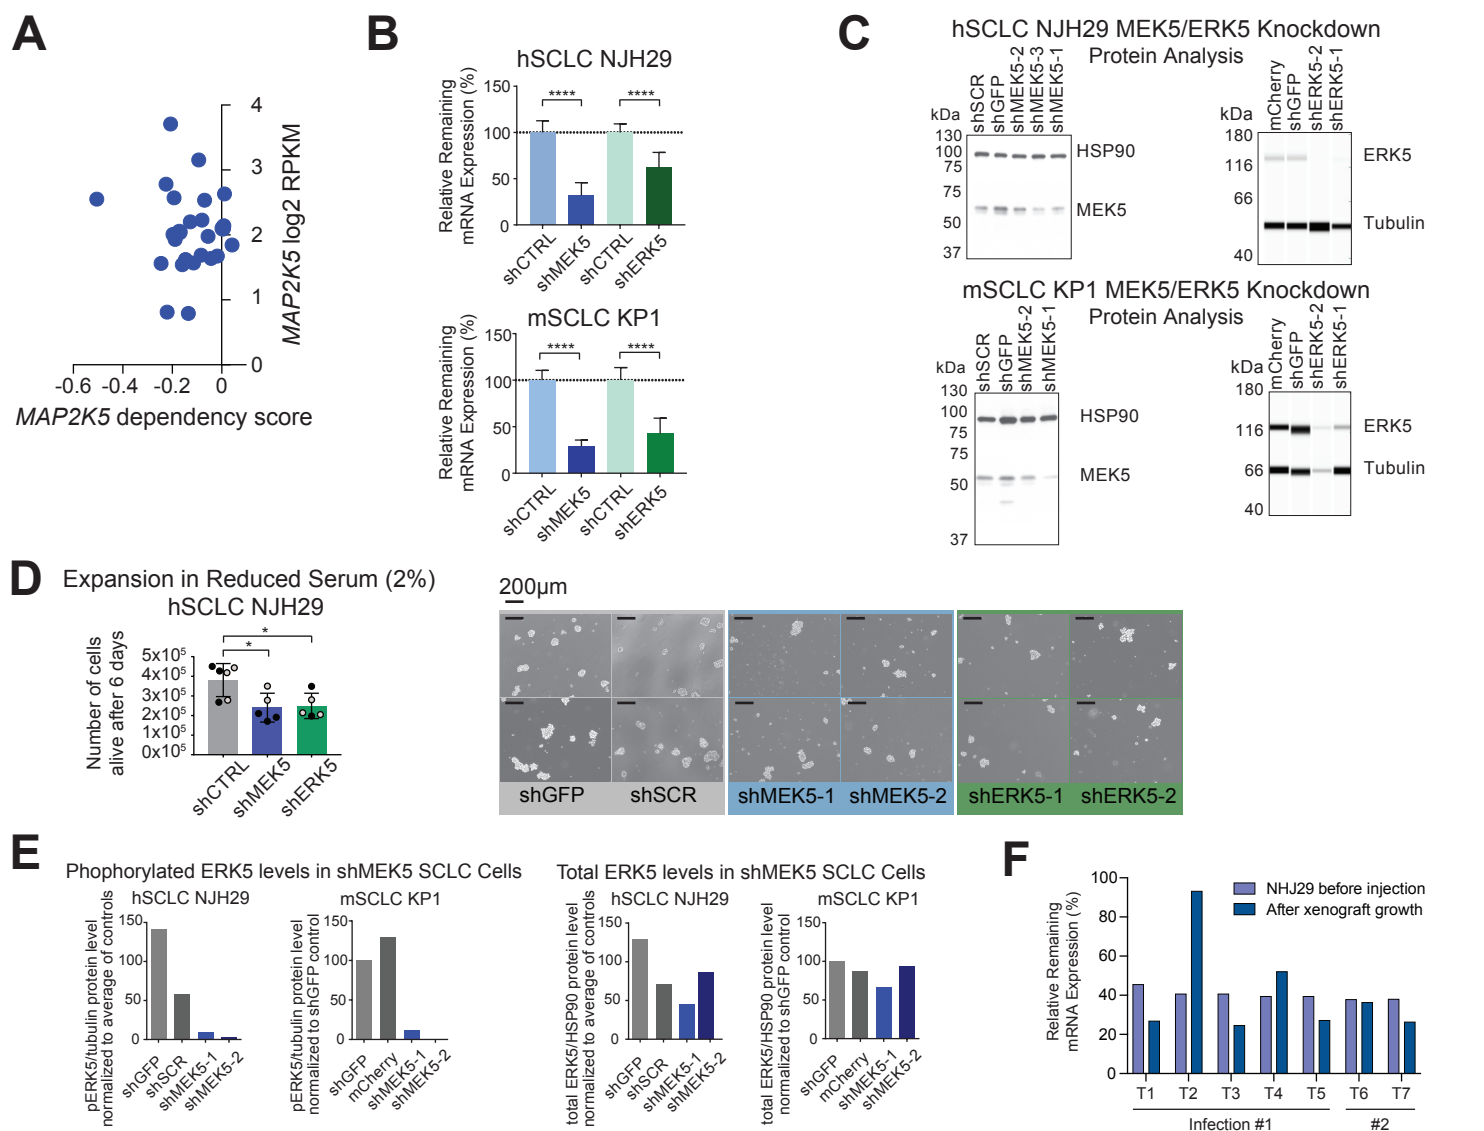 A
4
3
2
1
0
MAP2K5 log2 RPKM
-0.6 -0.4 -0.2 0
MAP2K5 dependency score
B
hSCLC NJH29
Relative Remaining
mRNA Expression (%)
150
100
50
0
****
****
shCTRL
shMEK5
shCTRL
shERK5
mSCLC KP1
Relative Remaining
mRNA Expression (%)
150
100
50
0
****
****
shCTRL
shMEK5
shCTRL
shERK5
C
hSCLC NJH29 MEK5/ERK5 Knockdown
Protein Analysis
kDa
shSCR
shGFP
shMEK5-2
shMEK5-3
shMEK5-1
130
100
75
75
50
37
HSP90
MEK5
kDa
mCherry
shGFP
shERK5-2
shERK5-1
180
116
66
40
ERK5
Tubulin
mSCLC KP1 MEK5/ERK5 Knockdown
Protein Analysis
kDa
shSCR
shGFP
shMEK5-2
shMEK5-1
130
100
75
75
50
37
HSP90
MEK5
kDa
mCherry
shGFP
shERK5-2
shERK5-1
180
116
66
40
ERK5
Tubulin
D
Expansion in Reduced Serum (2%)
hSCLC NJH29
Number of cells
alive after 6 days
5x10⁵
4x10⁵
3x10⁵
2x10⁵
1x10⁵
0x10⁵
*
*
shCTRL
shMEK5
shERK5
200µm
shGFP
shSCR
shMEK5-1
shMEK5-2
shERK5-1
shERK5-2
E
Phophorylated ERK5 levels in shMEK5 SCLC Cells
hSCLC NJH29
pERK5/tubulin protein level
normalized to average of controls
150
100
50
0
shGFP
shSCR
shMEK5-1
shMEK5-2
mSCLC KP1
pERK5/tubulin protein level
normalized to shGFP control
150
100
50
0
shGFP
mCherry
shMEK5-1
shMEK5-2
Total ERK5 levels in shMEK5 SCLC Cells
hSCLC NJH29
total ERK5/HSP90 protein level
normalized to average of controls
150
100
50
0
shGFP
shSCR
shMEK5-1
shMEK5-2
mSCLC KP1
total ERK5/HSP90 protein level
normalized to shGFP control
150
100
50
0
shGFP
mCherry
shMEK5-1
shMEK5-2
F
Relative Remaining
mRNA Expression (%)
100
80
60
40
20
0
NHJ29 before injection
After xenograft growth
T1 T2 T3 T4 T5 T6 T7
Infection #1 #2